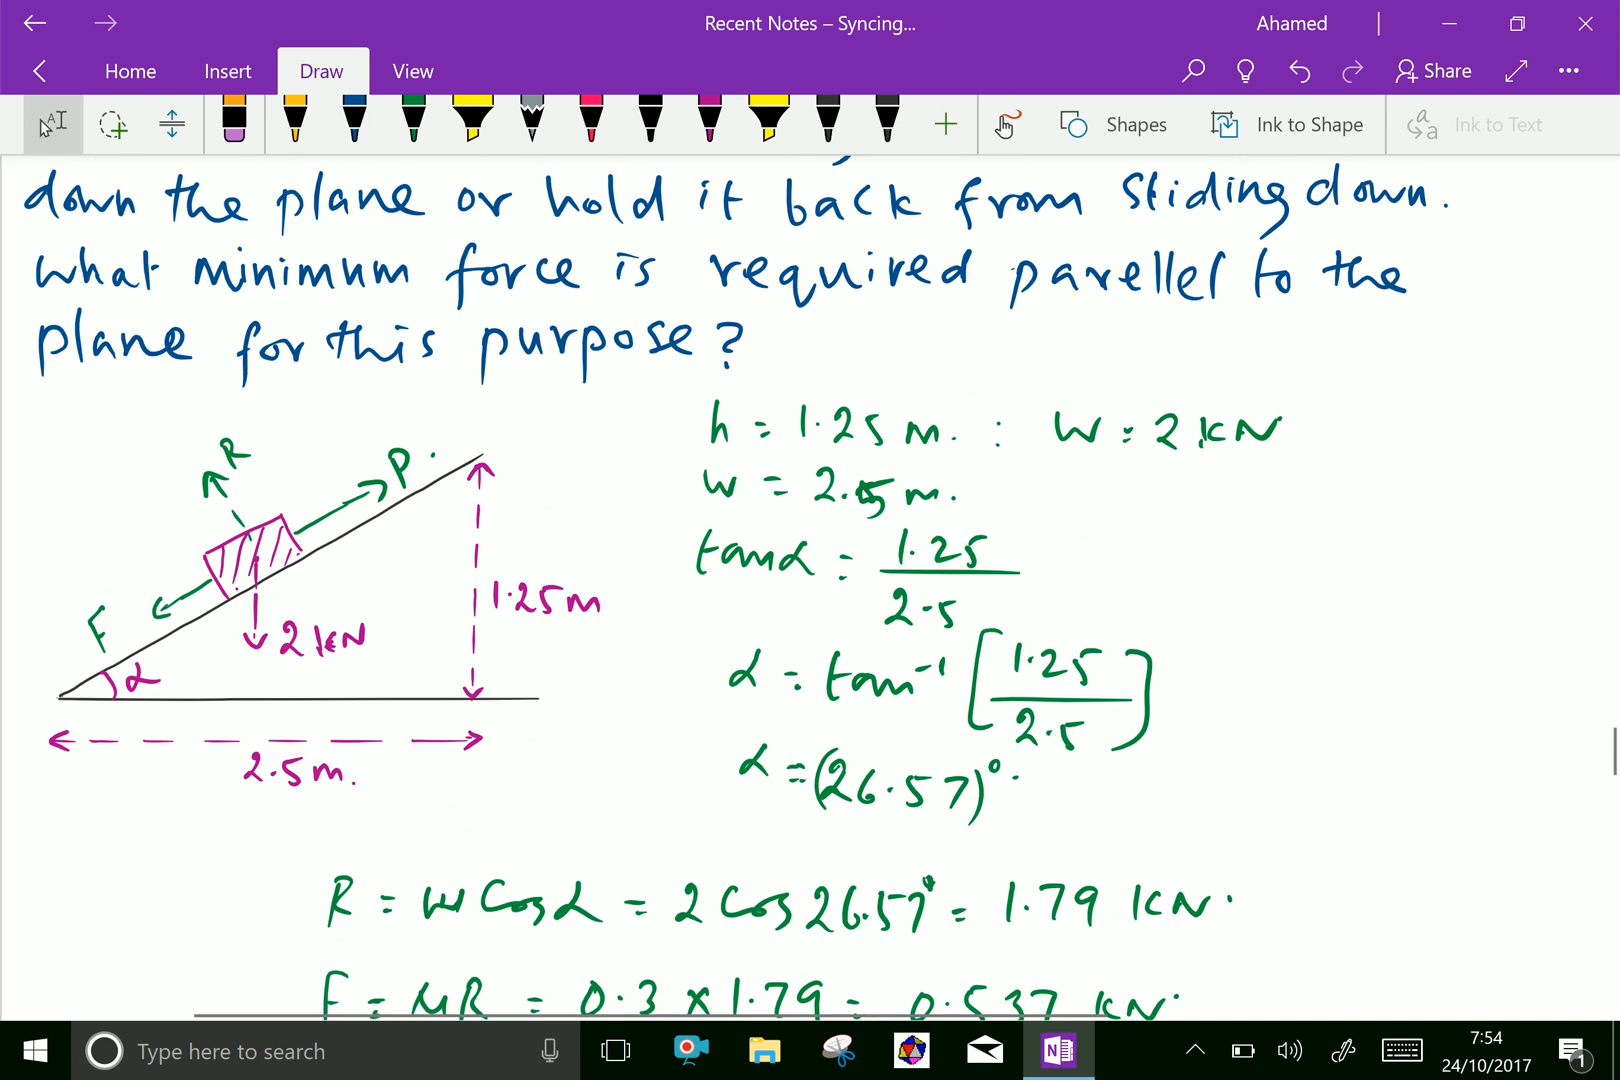 Recent Notes – Syncing...
Ahamed
Home
Insert
Draw
View
Share
Shapes
Ink to Shape
Ink to Text
down the plane or hold it back from sliding down.
what minimum force is required parellel to the
plane for this purpose?
h = 1.25 m. : W = 2 KN
w = 2.5 m.
R
P.
tanα = 1.25
2.5
F
2 KN
1.25 m
α
α = tan⁻¹ [1.25
2.5]
2.5 m.
α = (26.57)°.
R = W Cosα = 2 Cos 26.57° = 1.79 KN.
F = μR = 0.3 × 1.79 = 0.537 KN.
Type here to search
7:54
24/10/2017
1